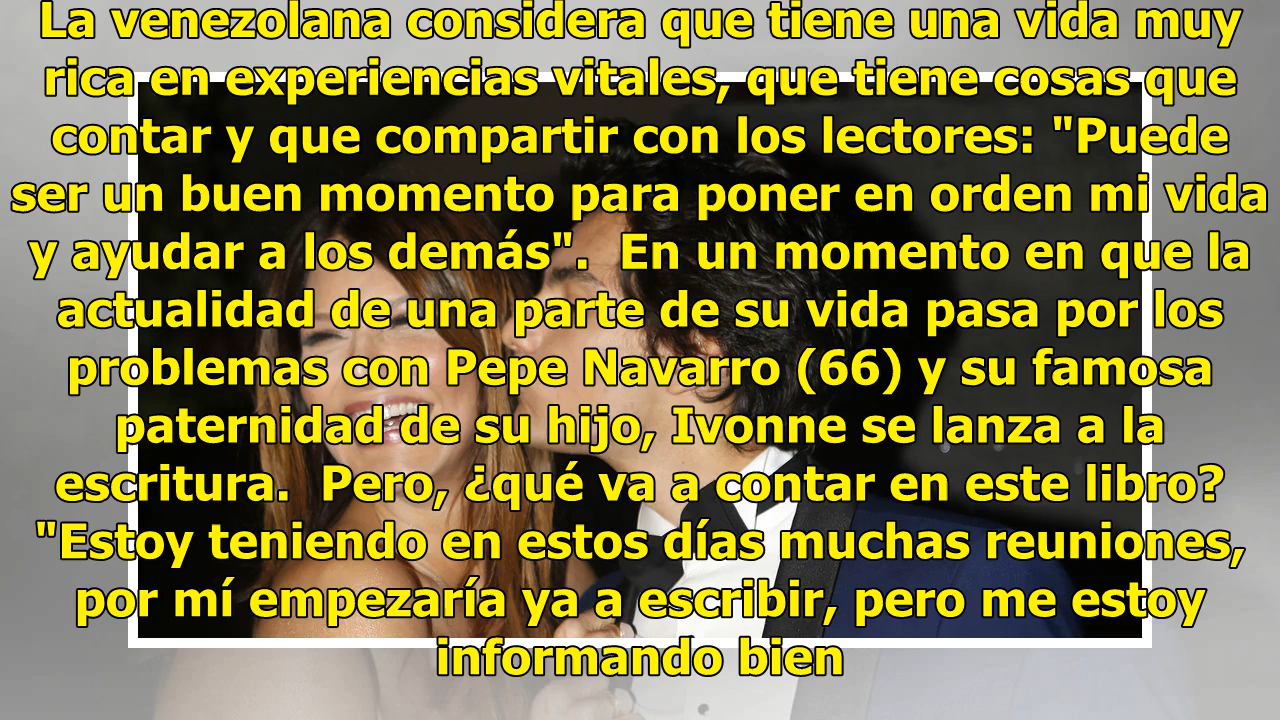 La venezolana considera que tiene una vida muy
rica en experiencias vitales, que tiene cosas que
contar y que compartir con los lectores: "Puede
ser un buen momento para poner en orden mi vida
y ayudar a los demás".  En un momento en que la
actualidad de una parte de su vida pasa por los
problemas con Pepe Navarro (66) y su famosa
paternidad de su hijo, Ivonne se lanza a la
escritura.  Pero, ¿qué va a contar en este libro?
"Estoy teniendo en estos días muchas reuniones,
por mí empezaría ya a escribir, pero me estoy
informando bien